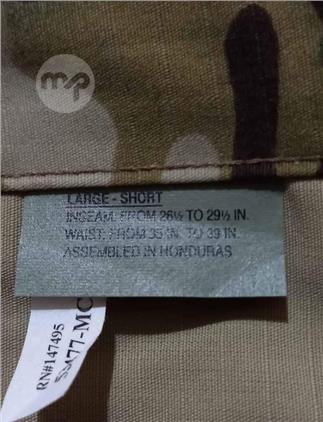 mp
LARGE - SHORT
INSEAM: FROM 26½ TO 29½ IN.
WAIST: FROM 35 IN. TO 39 IN.
ASSEMBLED IN HONDURAS
RN#147495